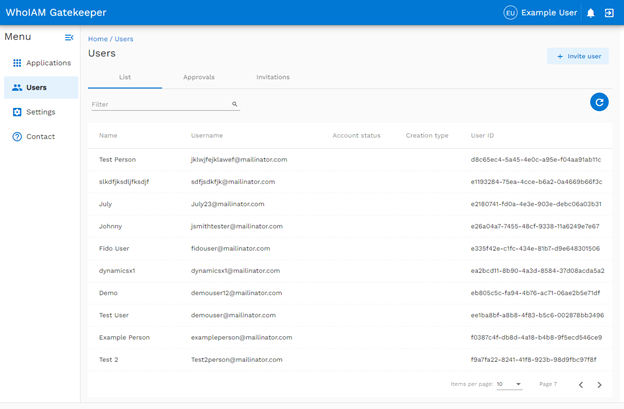 WhoIAM Gatekeeper
EU Example User
Menu
Applications
Users
Settings
Contact
Home / Users
Users
+ Invite user
List Approvals Invitations
Filter
Name Username Account status Creation type User ID
Test Person jklwjfejklawef@mailinator.com d8c65ec4-5a45-4e0c-a95e-f04aa91ab11c
slkdfjksdljfksdjf sdfjsdkfjk@mailinator.com e1193284-75ea-4cce-b6a2-0a4669b66f3c
July July23@mailinator.com e2180741-fd0a-4e3e-903e-debc06a03b31
Johnny jsmithtester@mailinator.com e26a04a7-7455-48cf-9338-11a6249e7e67
Fido User fidouser@mailinator.com e335f42e-c1fc-434e-81b7-d9e648301506
dynamicsx1 dynamicsx1@mailinator.com ea2bcd11-8b90-4a3d-8584-37d08acda5a2
Demo demouser12@mailinator.com eb805c5c-fa94-4b76-ac71-06ae2b5e71df
Test User demouser@mailinator.com ee1ba8bf-a8b8-4f83-b5c6-002878bb3496
Example Person exampleperson@mailinator.com f0387c4f-db8d-4a18-b4b8-9f5ecd546ce9
Test 2 Test2person@mailinator.com f9a7fa22-8241-41f8-923b-98d9fbc97f8f
Items per page: 10 Page 7